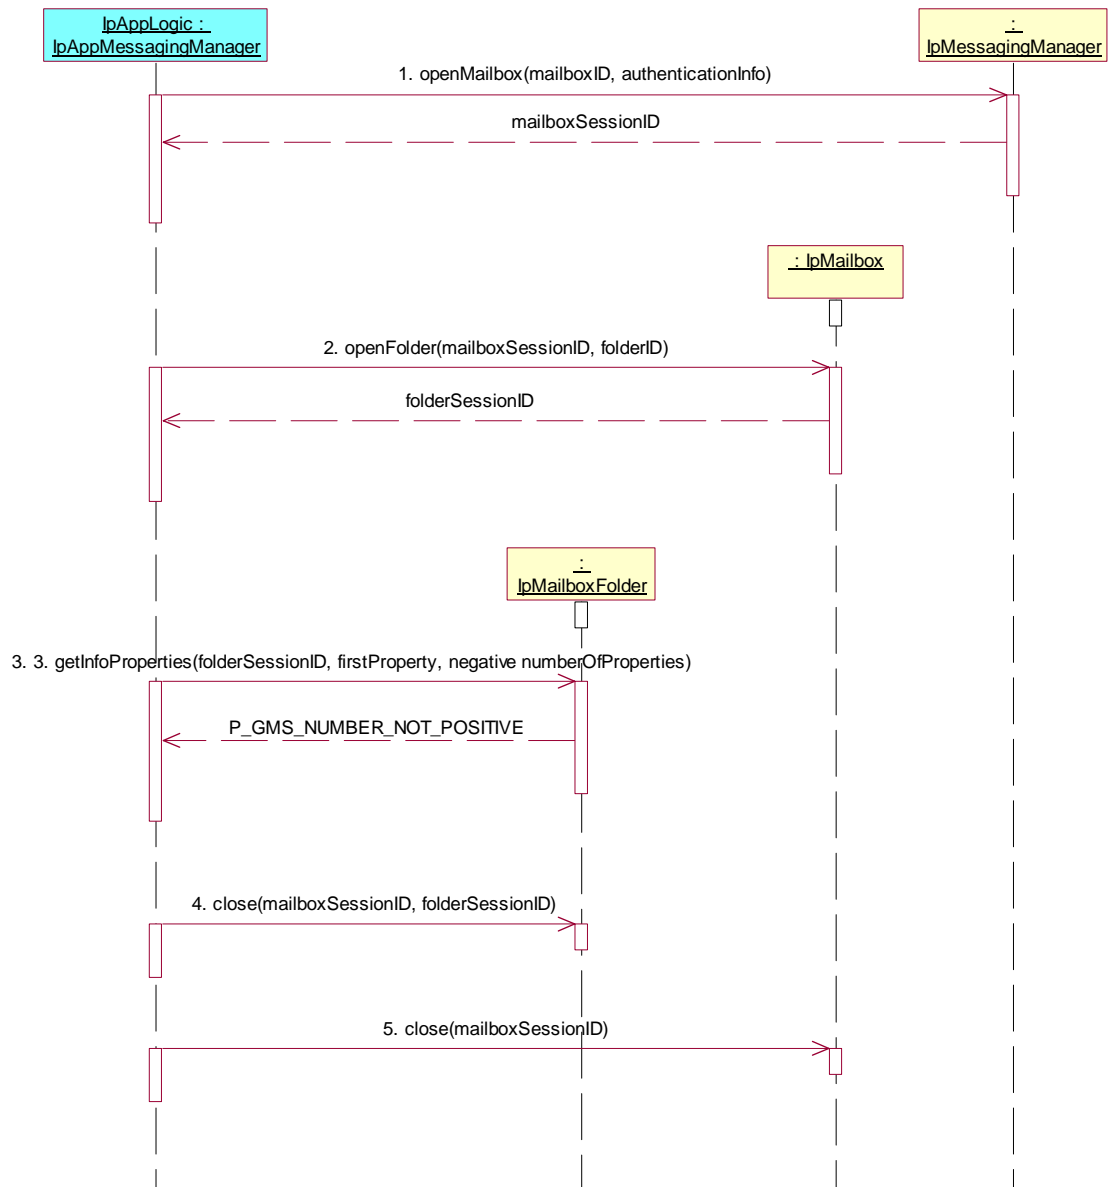 IpAppLogic :
IpAppMessagingManager
:
IpMessagingManager
1. openMailbox(mailboxID, authenticationInfo)
mailboxSessionID
: IpMailbox
2. openFolder(mailboxSessionID, folderID)
folderSessionID
:
IpMailboxFolder
3. 3. getInfoProperties(folderSessionID, firstProperty, negative numberOfProperties)
P_GMS_NUMBER_NOT_POSITIVE
4. close(mailboxSessionID, folderSessionID)
5. close(mailboxSessionID)